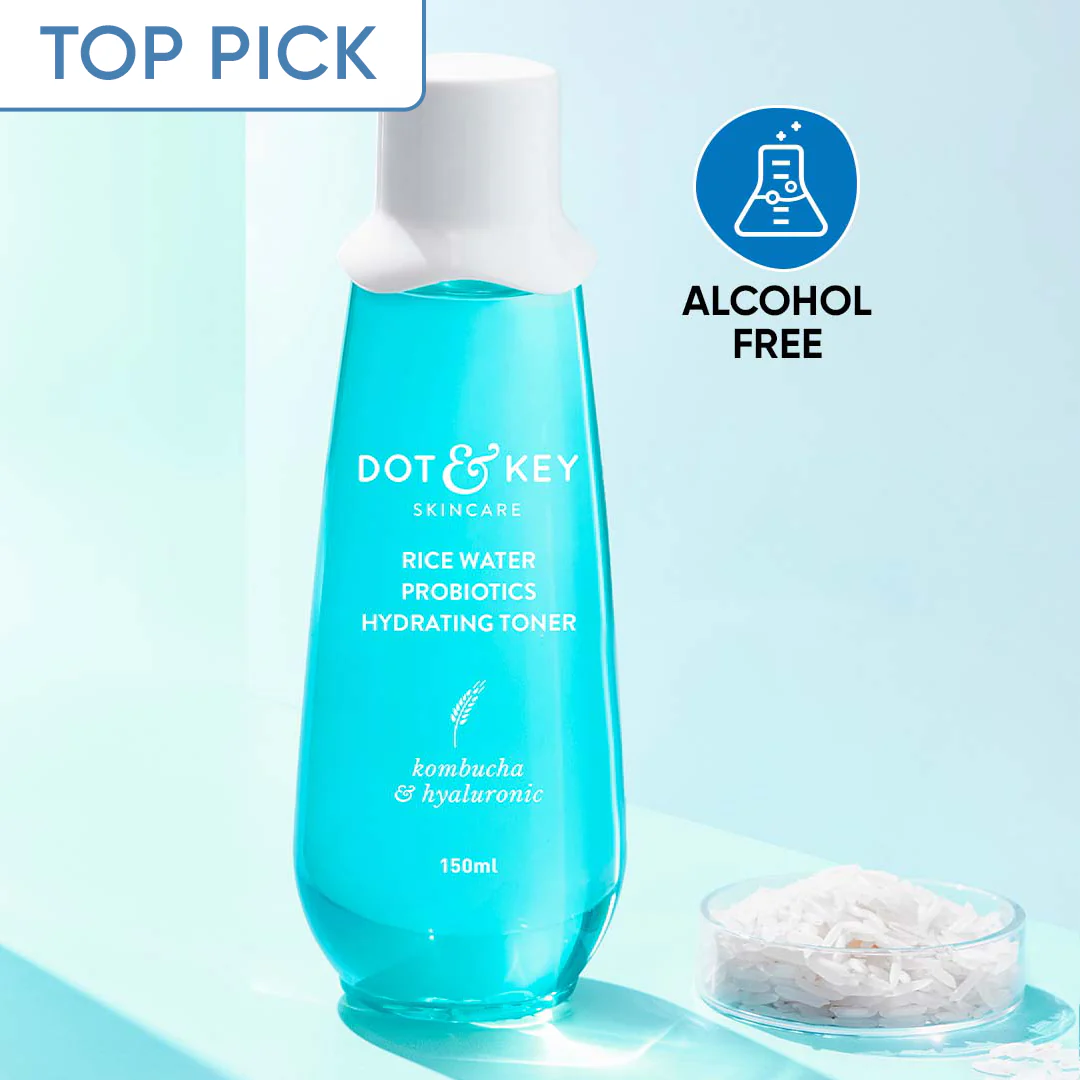 TOP PICK
ALCOHOL
FREE
DOT & KEY
SKINCARE
RICE WATER
PROBIOTICS
HYDRATING TONER
kombucha
& hyaluronic
150ml